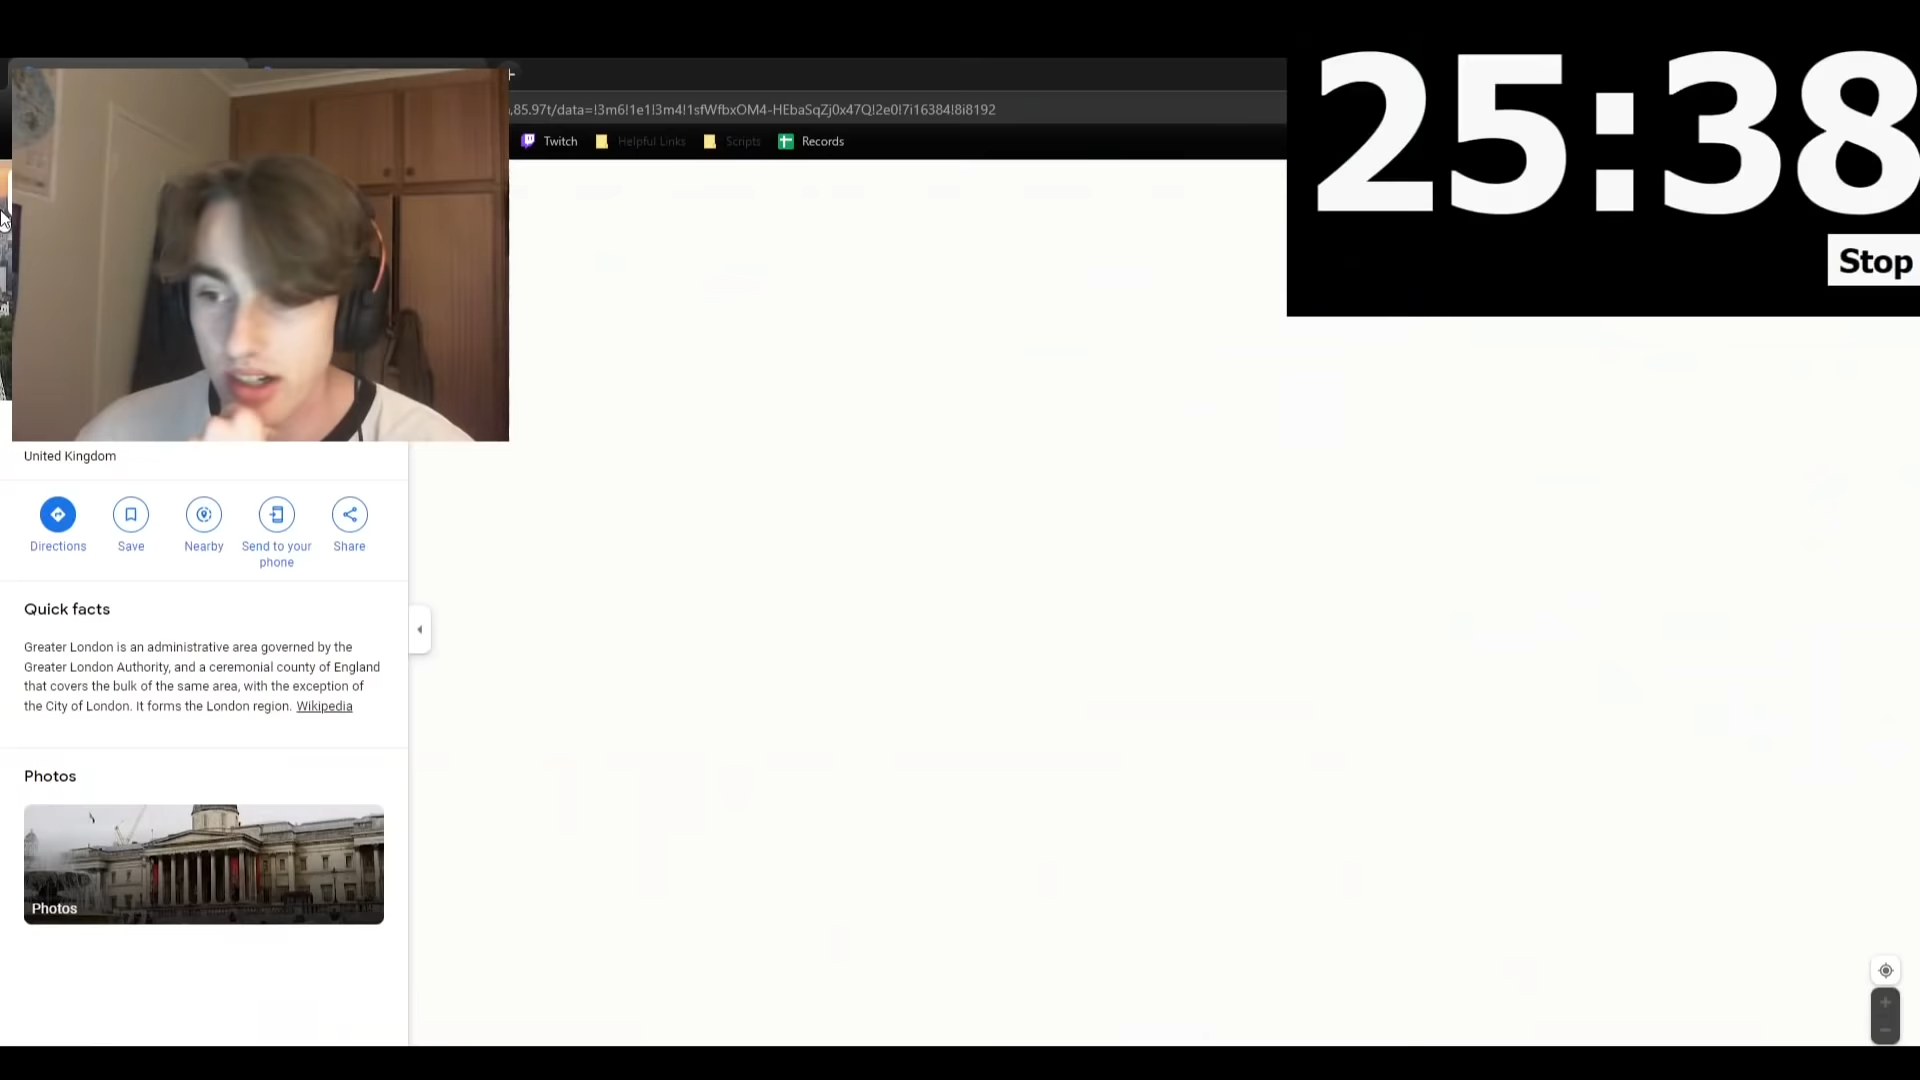 25:38
Stop
,85.97t/data=!3m6!1e1!3m4!1sfWfbxOM4-HEbaSqZj0x47Q!2e0!7i16384!8i8192
Twitch Helpful Links Scripts Records
United Kingdom
Directions Save Nearby Send to your phone Share
Quick facts
Greater London is an administrative area governed by the
Greater London Authority, and a ceremonial county of England
that covers the bulk of the same area, with the exception of
the City of London. It forms the London region. Wikipedia
Photos
Photos